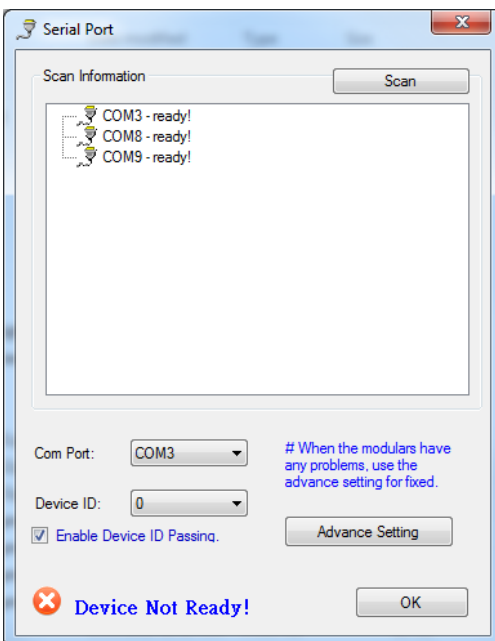 Serial Port
Scan Information
Scan
COM3 - ready!
COM8 - ready!
COM9 - ready!
Com Port:
COM3
# When the modulars have
any problems, use the
advance setting for fixed.
Device ID:
0
Enable Device ID Passing.
Advance Setting
Device Not Ready!
OK